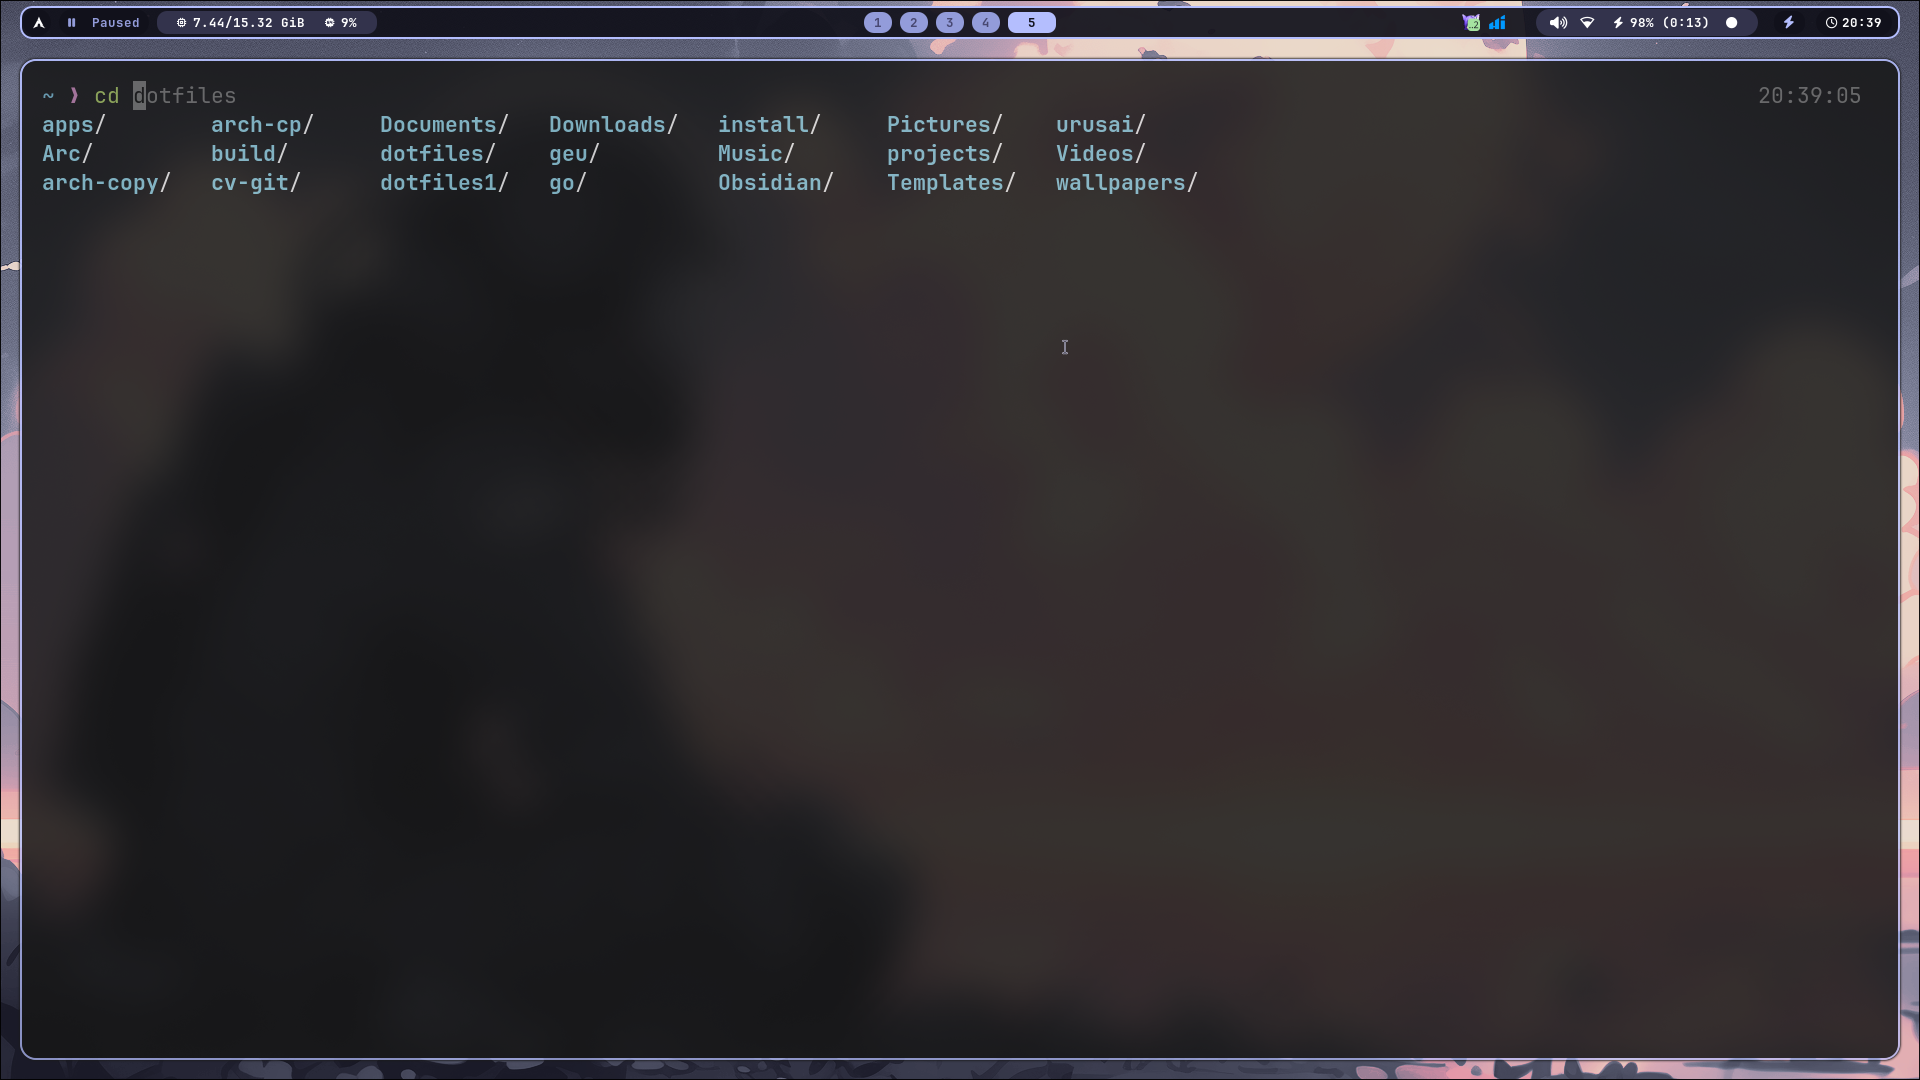 Paused 7.44/15.32 GiB 9% 1 2 3 4 5 ..2 98% (0:13) 20:39
~ ❯ cd dotfiles 20:39:05
apps/ arch-cp/ Documents/ Downloads/ install/ Pictures/ urusai/
Arc/ build/ dotfiles/ geu/ Music/ projects/ Videos/
arch-copy/ cv-git/ dotfiles1/ go/ Obsidian/ Templates/ wallpapers/